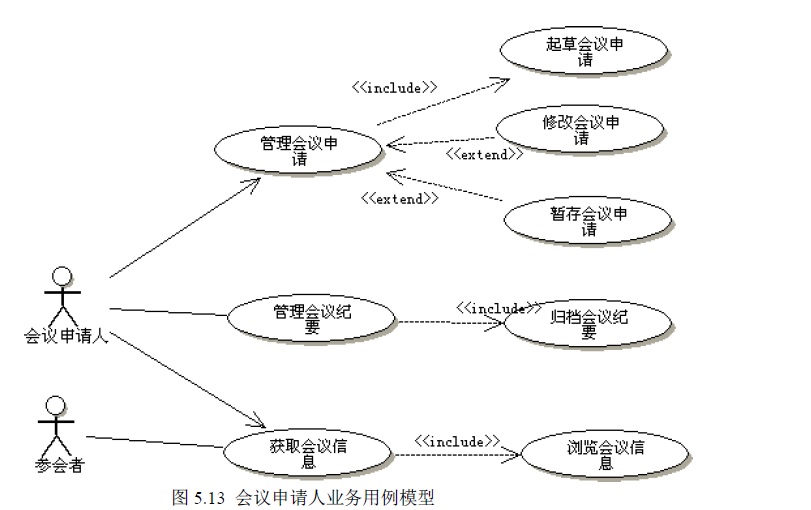 起草会议申
请
<<include>>
修改会议申
请
管理会议申
请
<<extend>>
<<extend>>
暂存会议申
请
管理会议纪
要
<<include>>
归档会议纪
要
会议申请人
获取会议信
息
<<include>>
浏览会议信
息
参会者
图 5.13 会议申请人业务用例模型